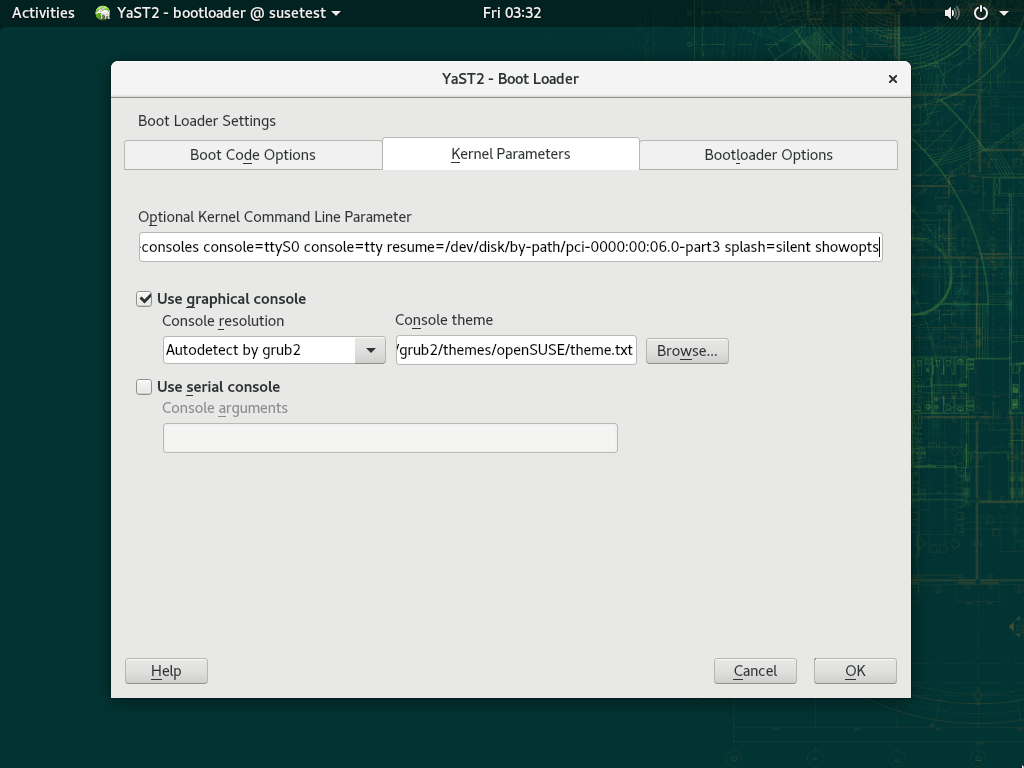 Activities YaST2 - bootloader @ susetest Fri 03:32
YaST2 - Boot Loader
Boot Loader Settings
Boot Code Options Kernel Parameters Bootloader Options
Optional Kernel Command Line Parameter
consoles console=ttyS0 console=tty resume=/dev/disk/by-path/pci-0000:00:06.0-part3 splash=silent showopts
Use graphical console
Console resolution Console theme
Autodetect by grub2 /grub2/themes/openSUSE/theme.txt Browse...
Use serial console
Console arguments
Help Cancel OK